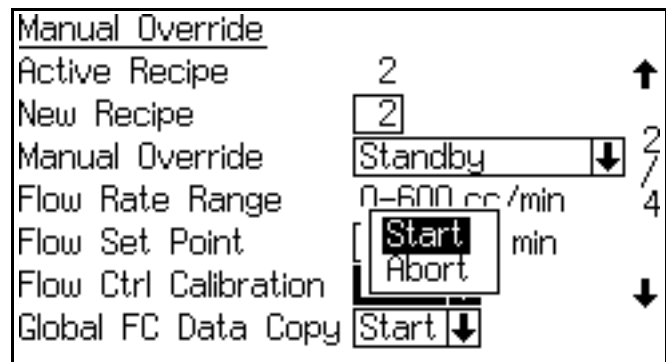 Manual Override
Active Recipe 2
New Recipe 2
Manual Override Standby
Flow Rate Range 0-600 cc/min
Flow Set Point [ min
Flow Ctrl Calibration
Global FC Data Copy Start
Start
Abort
2
/
4